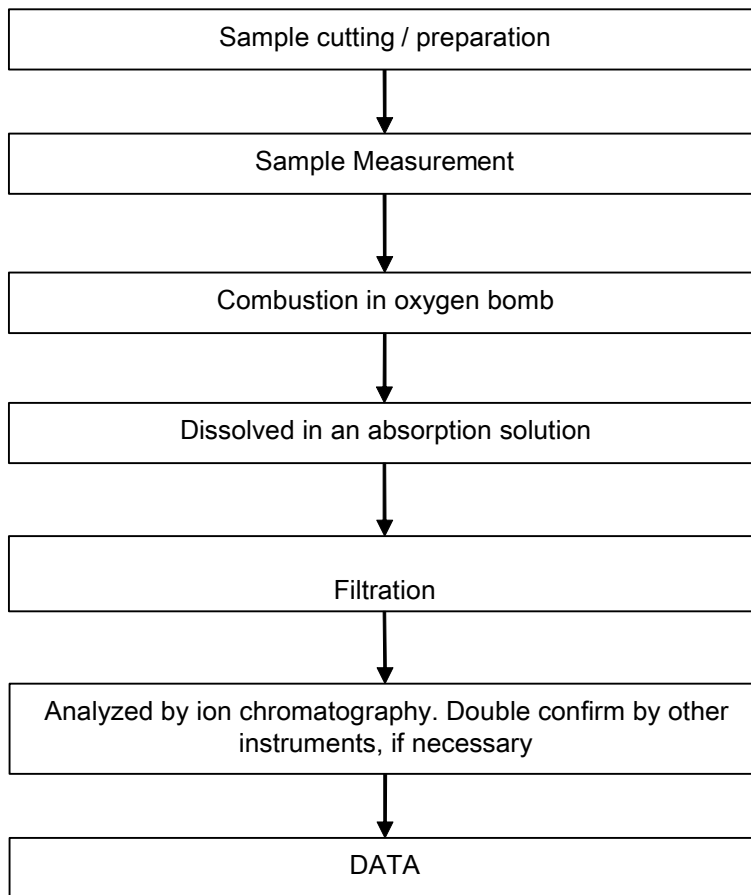 Sample cutting / preparation
Sample Measurement
Combustion in oxygen bomb
Dissolved in an absorption solution
Filtration
Analyzed by ion chromatography. Double confirm by other
instruments, if necessary
DATA